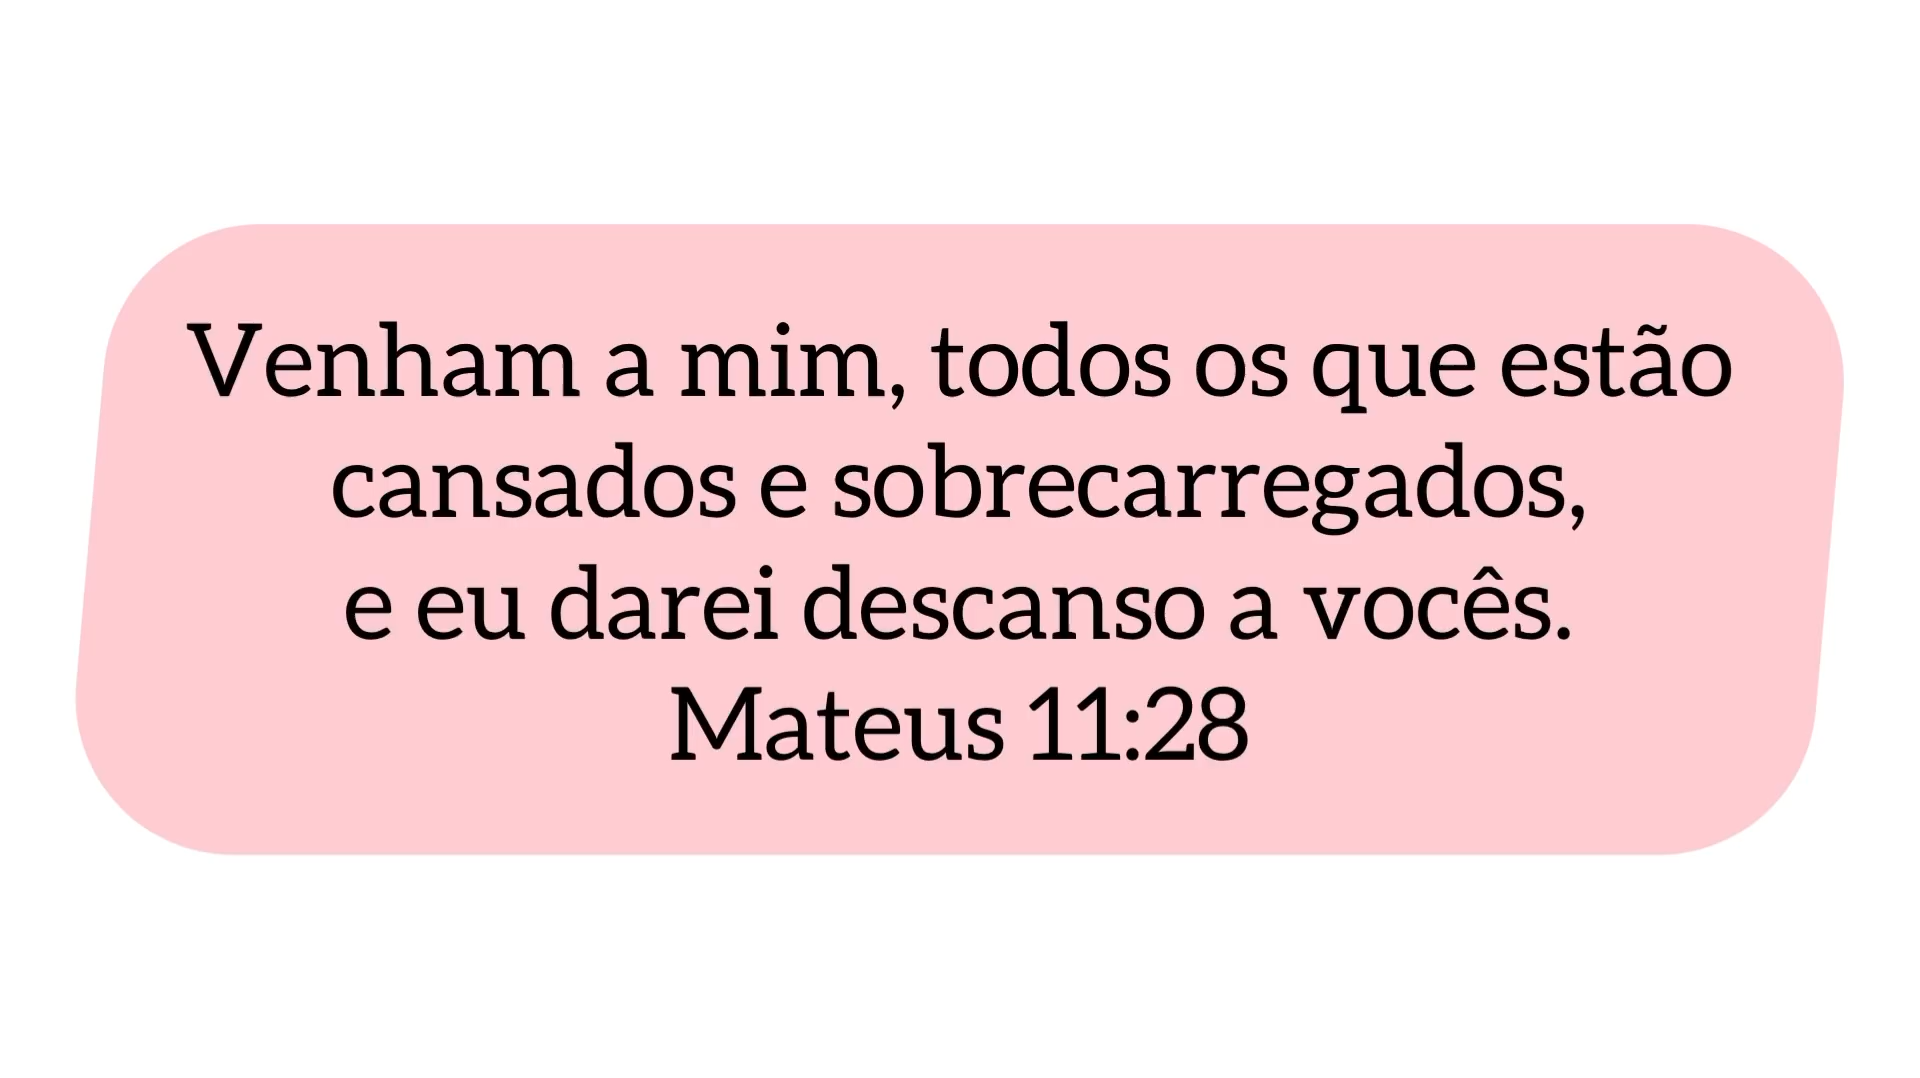 Venham a mim, todos os que estão
cansados e sobrecarregados,
e eu darei descanso a vocês.
Mateus 11:28